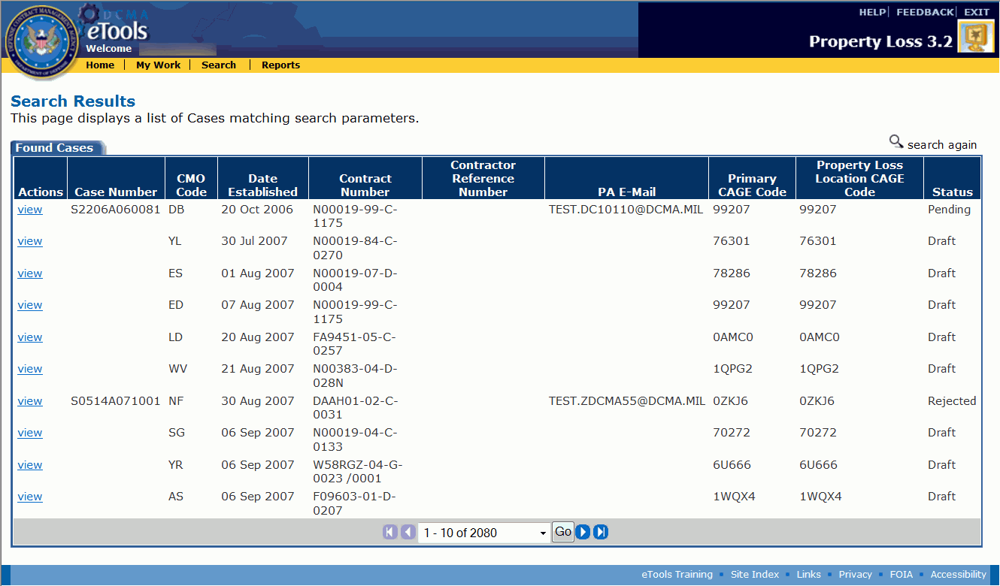 DCMA
HELP FEEDBACK EXIT
eTools
Welcome
Property Loss 3.2
DEFENSE CONTRACT MANAGEMENT AGENCY
DEPARTMENT OF DEFENSE
Home My Work Search Reports
Search Results
This page displays a list of Cases matching search parameters.
Found Cases
search again
Actions Case Number CMO Code Date Established Contract Number Contractor Reference Number PA E-Mail Primary CAGE Code Property Loss Location CAGE Code Status
view S2206A060081 DB 20 Oct 2006 N00019-99-C- TEST.DC10110@DCMA.MIL 99207 99207 Pending
1175
view YL 30 Jul 2007 N00019-84-C- 76301 76301 Draft
0270
view ES 01 Aug 2007 N00019-07-D- 78286 78286 Draft
0004
view ED 07 Aug 2007 N00019-99-C- 99207 99207 Draft
1175
view LD 20 Aug 2007 FA9451-05-C- 0AMC0 0AMC0 Draft
0257
view WV 21 Aug 2007 N00383-04-D- 1QPG2 1QPG2 Draft
028N
view S0514A071001 NF 30 Aug 2007 DAAH01-02-C- TEST.ZDCMA55@DCMA.MIL 0ZKJ6 0ZKJ6 Rejected
0031
view SG 06 Sep 2007 N00019-04-C- 70272 70272 Draft
0133
view YR 06 Sep 2007 W58RGZ-04-G- 6U666 6U666 Draft
0023 /0001
view AS 06 Sep 2007 F09603-01-D- 1WQX4 1WQX4 Draft
0207
1 - 10 of 2080 Go
eTools Training Site Index Links Privacy FOIA Accessibility